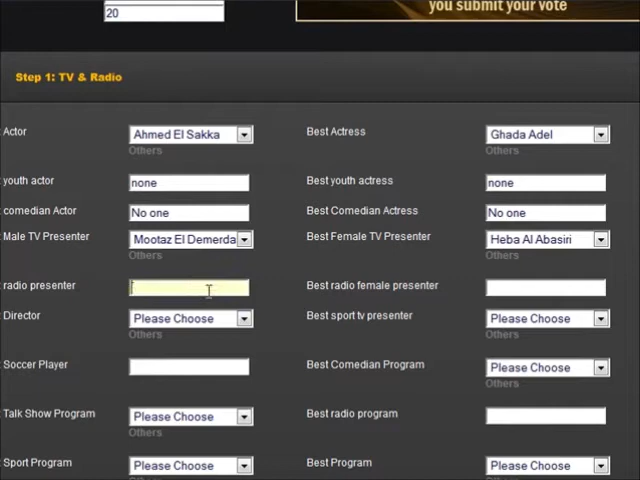 you submit your vote
20
Step 1: TV & Radio
Actor Ahmed El Sakka Best Actress Ghada Adel
Others Others
youth actor none Best youth actress none
comedian Actor No one Best Comedian Actress No one
Male TV Presenter Mootaz El Demerda Best Female TV Presenter Heba Al Abasiri
Others Others
radio presenter Best radio female presenter
Director Please Choose Best sport tv presenter Please Choose
Others Others
Soccer Player Best Comedian Program Please Choose
Others
Talk Show Program Please Choose Best radio program
Others
Sport Program Please Choose Best Program Please Choose